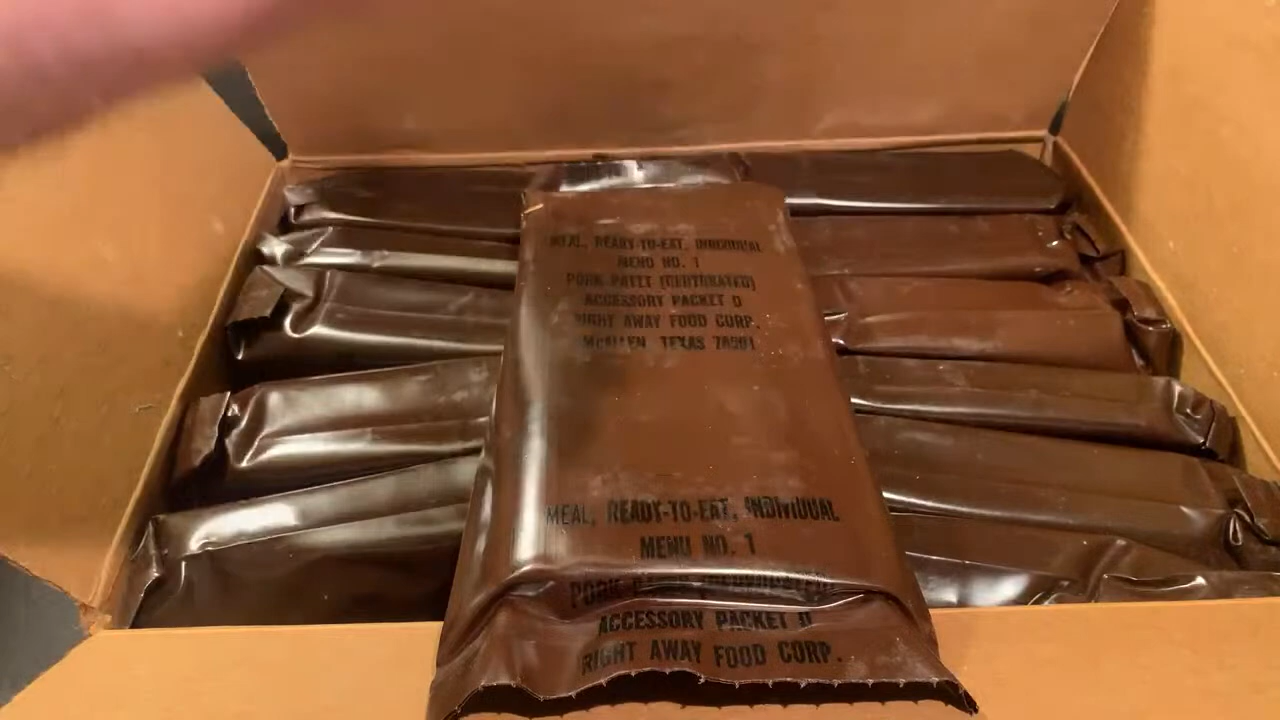 MEAL, READY-TO-EAT, INDIVIDUAL
MENU NO. 1
PORK PATTY (DEHYDRATED)
ACCESSORY PACKET D
RIGHT AWAY FOOD CORP.
McALLEN, TEXAS 78501
MEAL, READY-TO-EAT, INDIVIDUAL
MENU NO. 1
PORK
ACCESSORY PACKET D
RIGHT AWAY FOOD CORP.